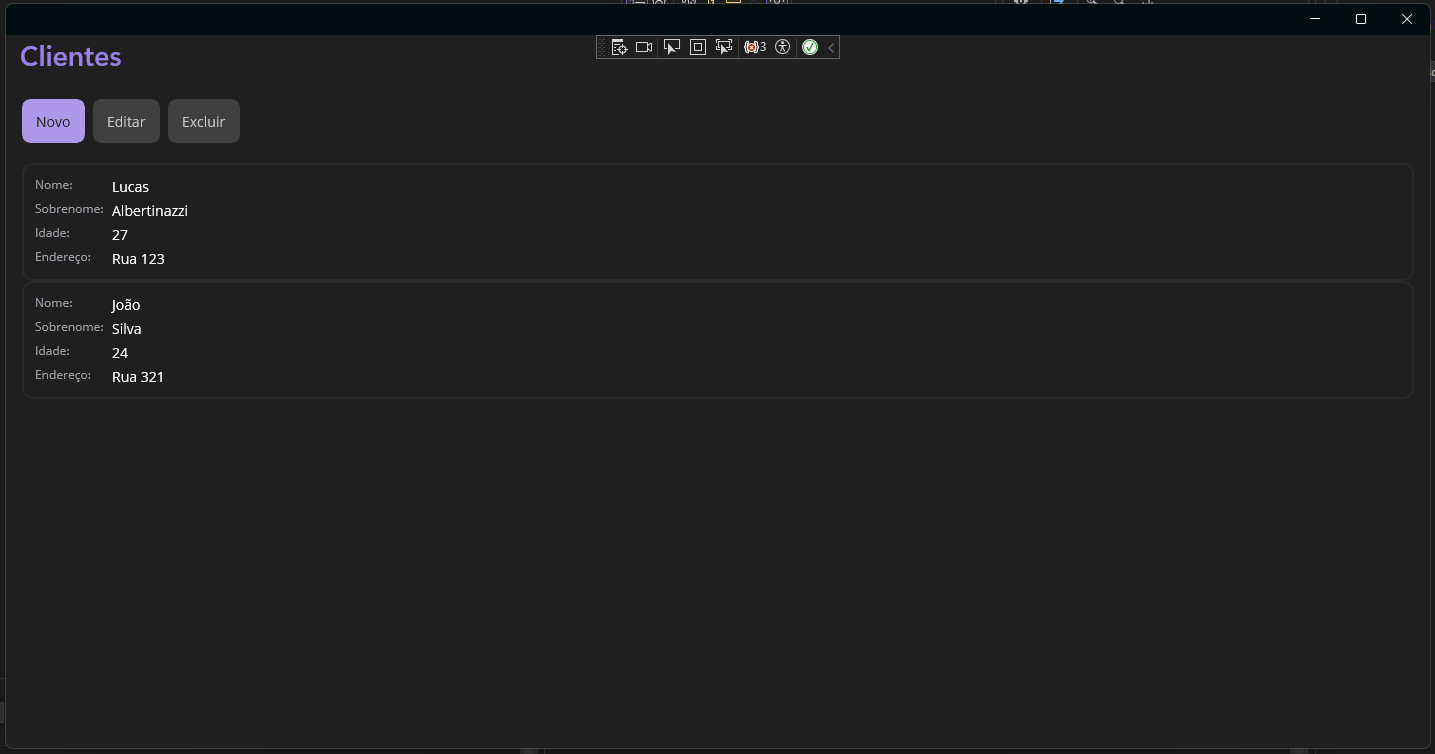 Clientes
3
Novo Editar Excluir
Nome: Lucas
Sobrenome: Albertinazzi
Idade: 27
Endereço: Rua 123
Nome: João
Sobrenome: Silva
Idade: 24
Endereço: Rua 321